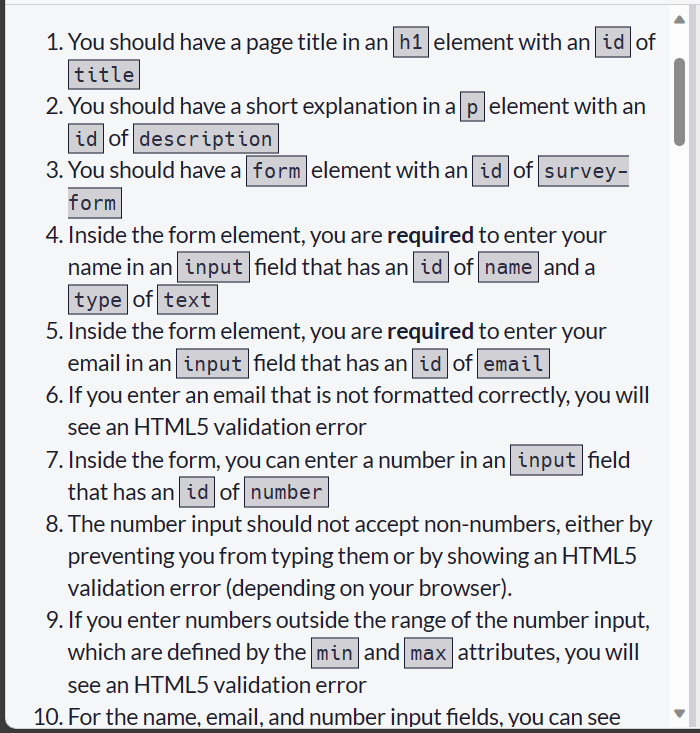 1. You should have a page title in an h1 element with an id of
title
2. You should have a short explanation in a p element with an
id of description
3. You should have a form element with an id of survey-
form
4. Inside the form element, you are required to enter your
name in an input field that has an id of name and a
type of text
5. Inside the form element, you are required to enter your
email in an input field that has an id of email
6. If you enter an email that is not formatted correctly, you will
see an HTML5 validation error
7. Inside the form, you can enter a number in an input field
that has an id of number
8. The number input should not accept non-numbers, either by
preventing you from typing them or by showing an HTML5
validation error (depending on your browser).
9. If you enter numbers outside the range of the number input,
which are defined by the min and max attributes, you will
see an HTML5 validation error
10. For the name, email, and number input fields, you can see